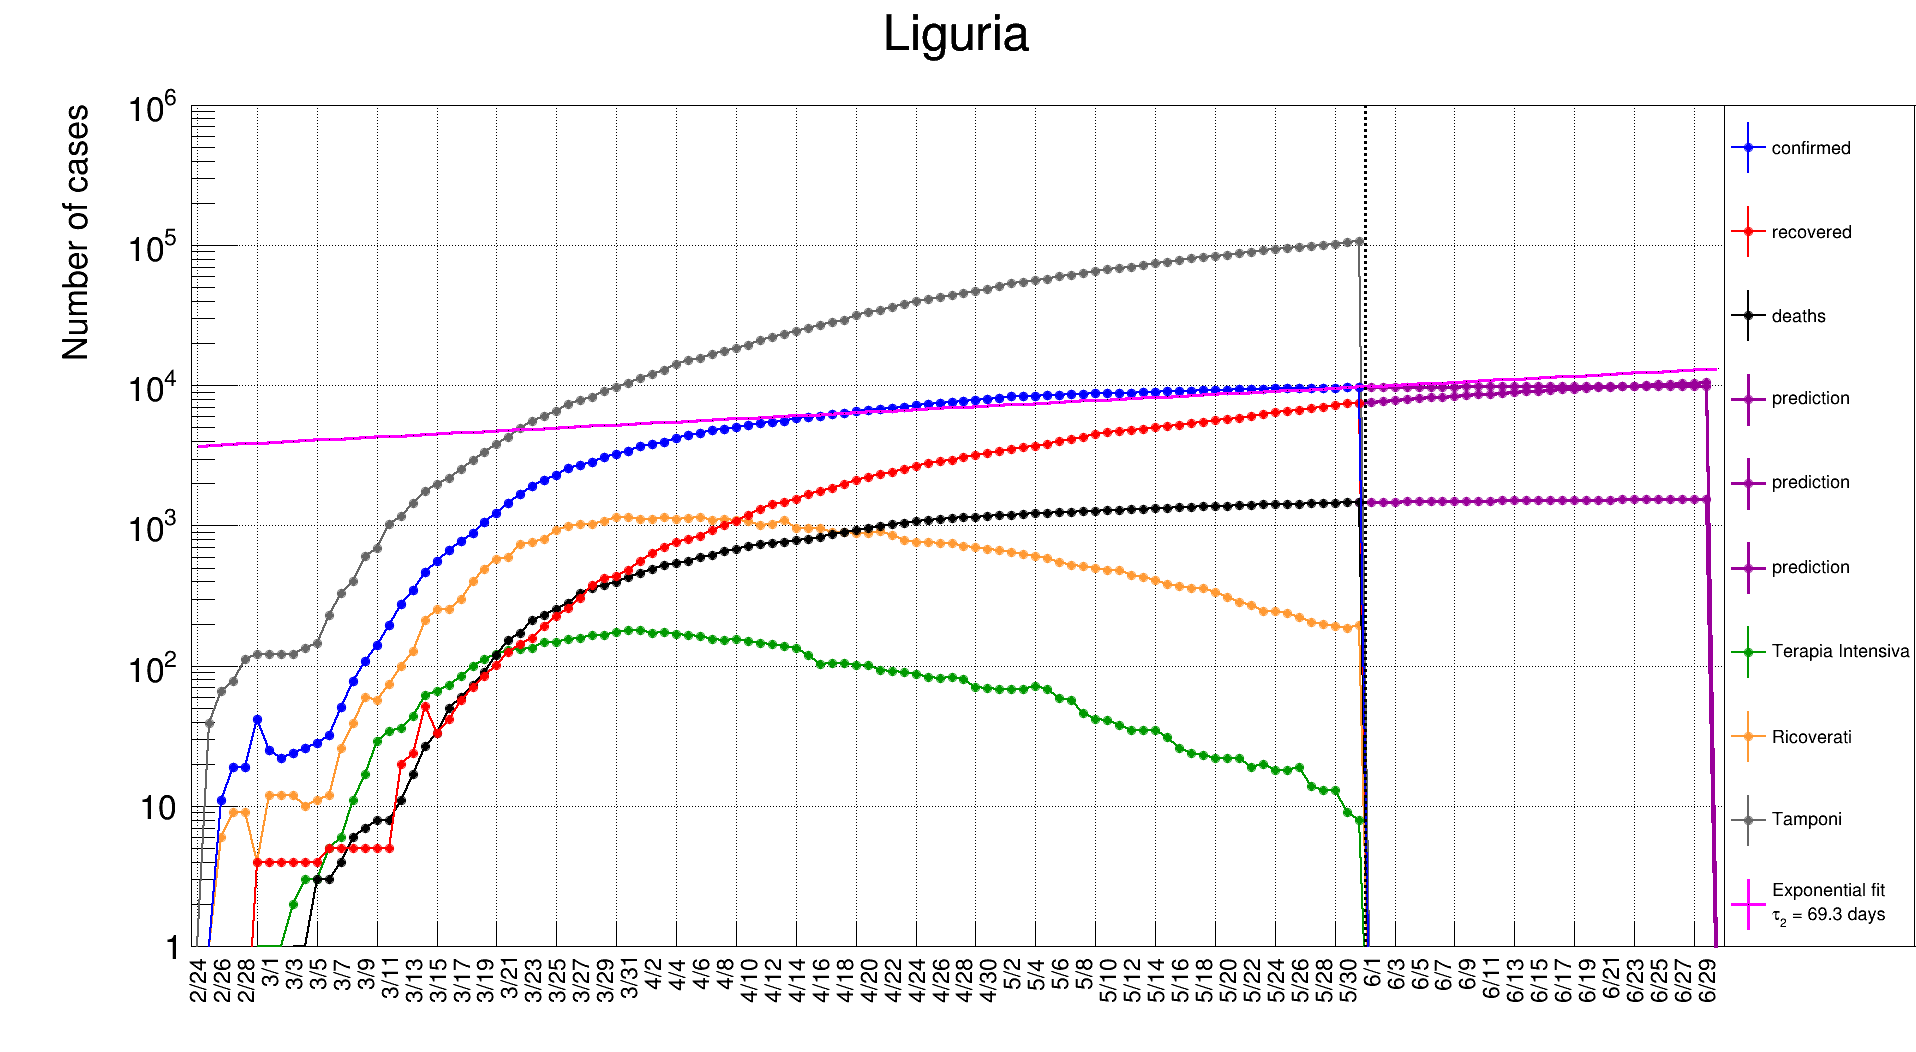 Liguria
Number of cases
10^6
10^5
10^4
10^3
10^2
10
1
2/24 2/26 2/28 3/1 3/3 3/5 3/7 3/9 3/11 3/13 3/15 3/17 3/19 3/21 3/23 3/25 3/27 3/29 3/31 4/2 4/4 4/6 4/8 4/10 4/12 4/14 4/16 4/18 4/20 4/22 4/24 4/26 4/28 4/30 5/2 5/4 5/6 5/8 5/10 5/12 5/14 5/16 5/18 5/20 5/22 5/24 5/26 5/28 5/30 6/1 6/3 6/5 6/7 6/9 6/11 6/13 6/15 6/17 6/19 6/21 6/23 6/25 6/27 6/29
confirmed
recovered
deaths
prediction
prediction
prediction
Terapia Intensiva
Ricoverati
Tamponi
Exponential fit
τ₂ = 69.3 days